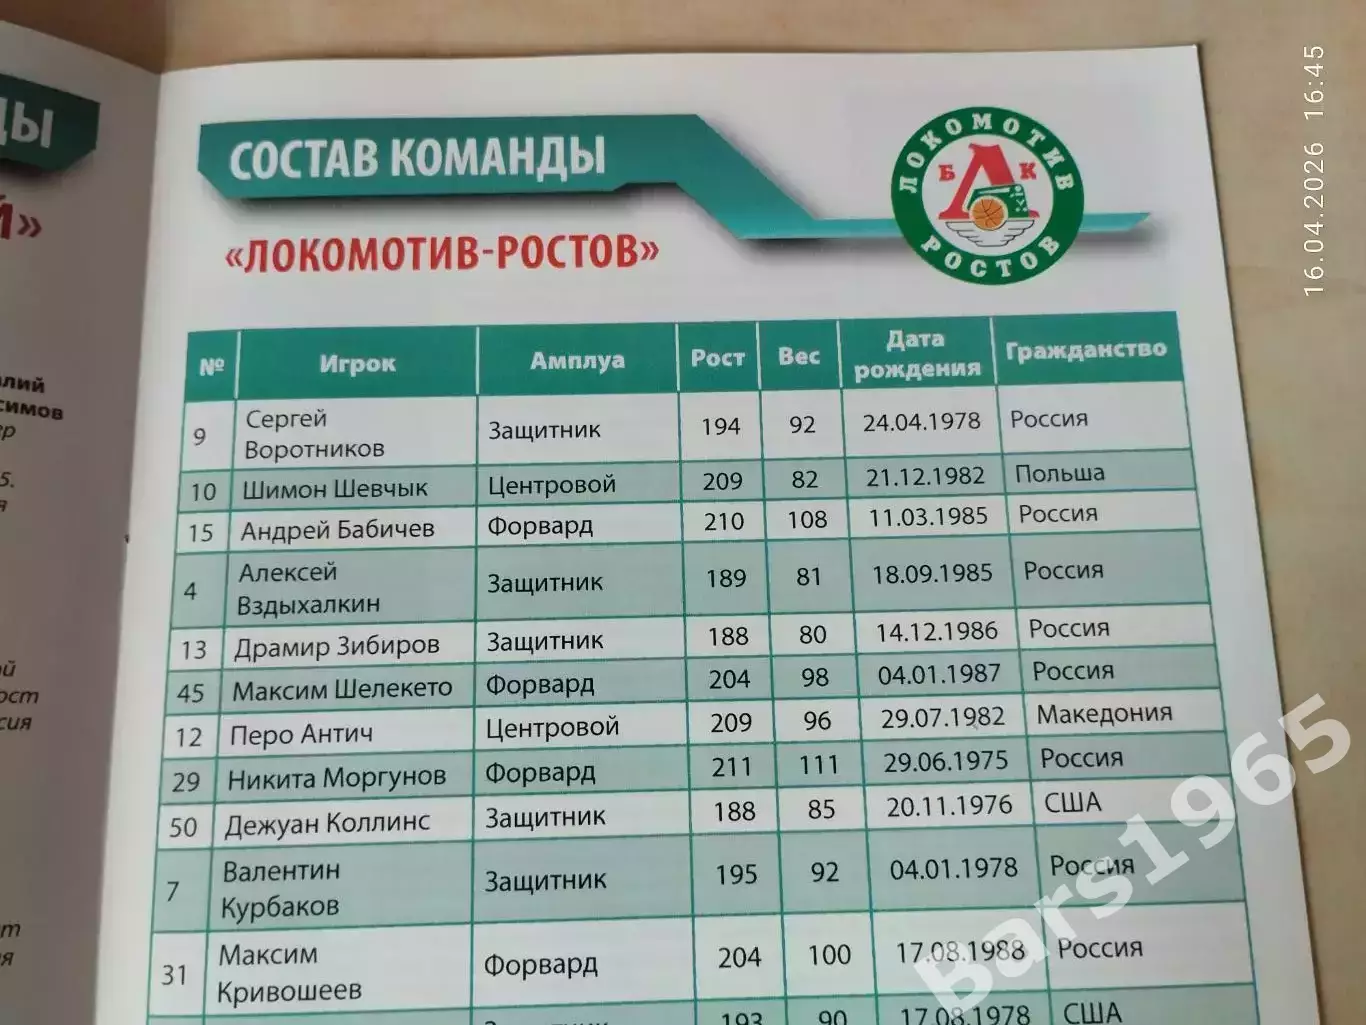 ДЫ
Й»
СОСТАВ КОМАНДЫ
«ЛОКОМОТИВ-РОСТОВ»
ЛОКОМОТИВ
БК
РОСТОВ
№ Игрок Амплуа Рост Вес Дата рождения Гражданство
9 Сергей Воротников Защитник 194 92 24.04.1978 Россия
10 Шимон Шевчык Центровой 209 82 21.12.1982 Польша
15 Андрей Бабичев Форвард 210 108 11.03.1985 Россия
4 Алексей Вздыхалкин Защитник 189 81 18.09.1985 Россия
13 Драмир Зибиров Защитник 188 80 14.12.1986 Россия
45 Максим Шелекето Форвард 204 98 04.01.1987 Россия
12 Перо Антич Центровой 209 96 29.07.1982 Македония
29 Никита Моргунов Форвард 211 111 29.06.1975 Россия
50 Дежуан Коллинс Защитник 188 85 20.11.1976 США
7 Валентин Курбаков Защитник 195 92 04.01.1978 Россия
31 Максим Кривошеев Форвард 204 100 17.08.1988 Россия
Защитник 193 90 17.08.1978 США
16.04.2026 16:45
Bars1965